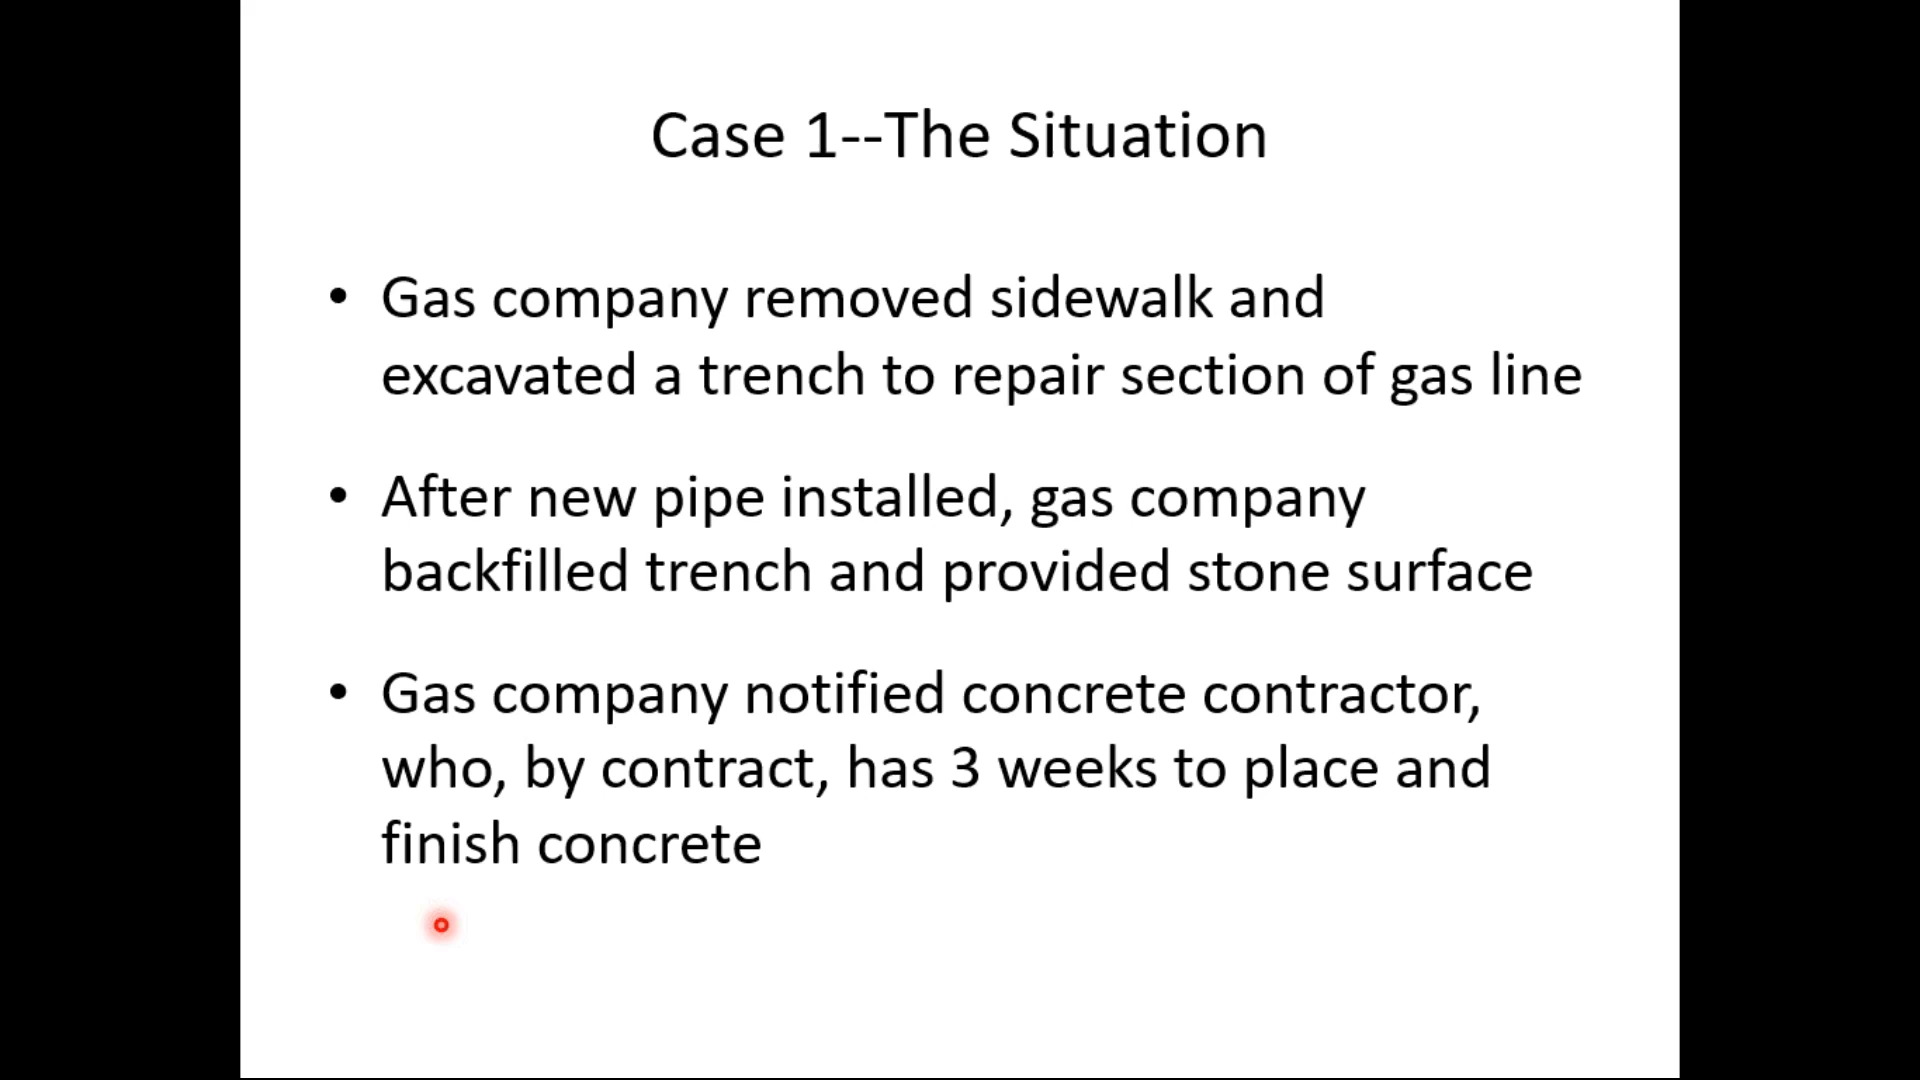 Case 1--The Situation
• Gas company removed sidewalk and
excavated a trench to repair section of gas line
• After new pipe installed, gas company
backfilled trench and provided stone surface
• Gas company notified concrete contractor,
who, by contract, has 3 weeks to place and
finish concrete